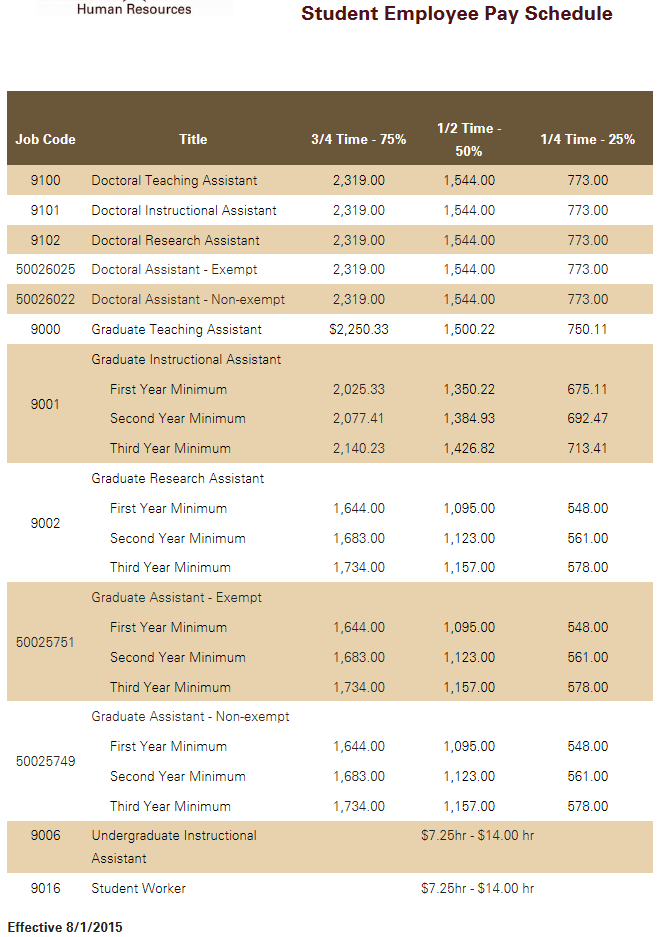 Human Resources
Student Employee Pay Schedule
Job Code Title 3/4 Time - 75% 1/2 Time - 50% 1/4 Time - 25%
9100 Doctoral Teaching Assistant 2,319.00 1,544.00 773.00
9101 Doctoral Instructional Assistant 2,319.00 1,544.00 773.00
9102 Doctoral Research Assistant 2,319.00 1,544.00 773.00
50026025 Doctoral Assistant - Exempt 2,319.00 1,544.00 773.00
50026022 Doctoral Assistant - Non-exempt 2,319.00 1,544.00 773.00
9000 Graduate Teaching Assistant $2,250.33 1,500.22 750.11
9001 Graduate Instructional Assistant
First Year Minimum 2,025.33 1,350.22 675.11
Second Year Minimum 2,077.41 1,384.93 692.47
Third Year Minimum 2,140.23 1,426.82 713.41
9002 Graduate Research Assistant
First Year Minimum 1,644.00 1,095.00 548.00
Second Year Minimum 1,683.00 1,123.00 561.00
Third Year Minimum 1,734.00 1,157.00 578.00
50025751 Graduate Assistant - Exempt
First Year Minimum 1,644.00 1,095.00 548.00
Second Year Minimum 1,683.00 1,123.00 561.00
Third Year Minimum 1,734.00 1,157.00 578.00
50025749 Graduate Assistant - Non-exempt
First Year Minimum 1,644.00 1,095.00 548.00
Second Year Minimum 1,683.00 1,123.00 561.00
Third Year Minimum 1,734.00 1,157.00 578.00
9006 Undergraduate Instructional $7.25hr - $14.00 hr
Assistant
9016 Student Worker $7.25hr - $14.00 hr
Effective 8/1/2015